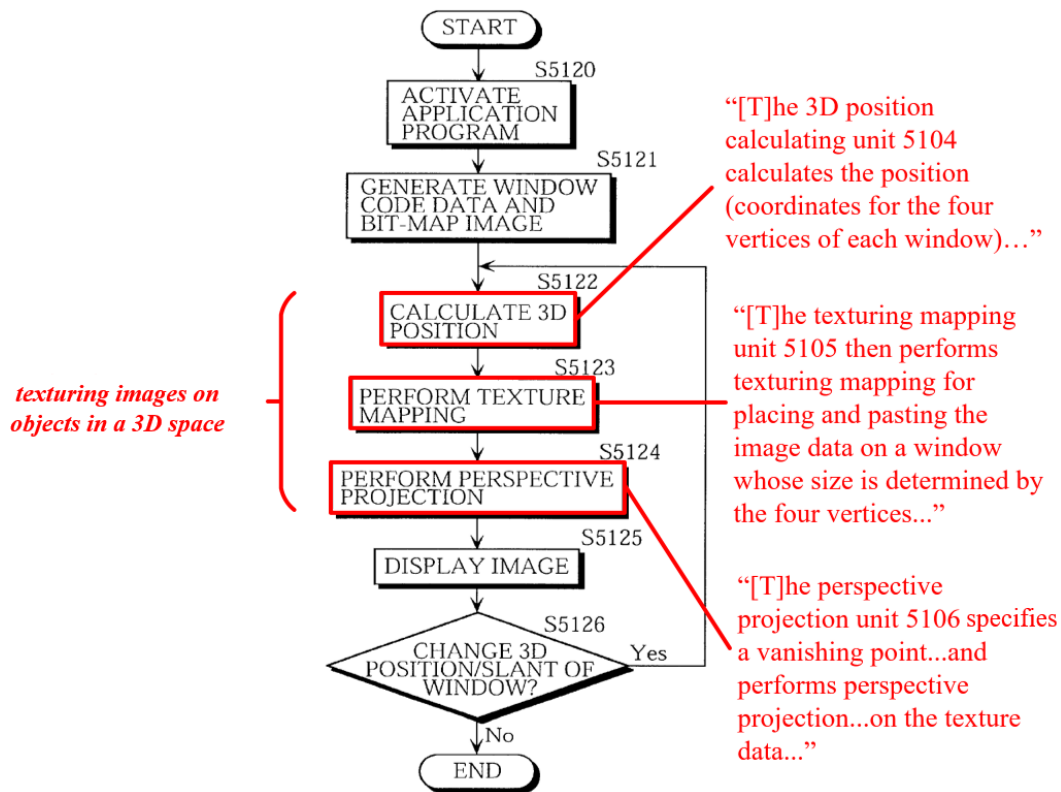 START
S5120
ACTIVATE
APPLICATION
PROGRAM
S5121
GENERATE WINDOW
CODE DATA AND
BIT-MAP IMAGE
S5122
CALCULATE 3D
POSITION
S5123
PERFORM TEXTURE
MAPPING
S5124
PERFORM PERSPECTIVE
PROJECTION
S5125
DISPLAY IMAGE
S5126
CHANGE 3D
POSITION/SLANT OF
WINDOW?
Yes
No
END
texturing images on
objects in a 3D space
“[T]he 3D position
calculating unit 5104
calculates the position
(coordinates for the four
vertices of each window)…”
“[T]he texturing mapping
unit 5105 then performs
texturing mapping for
placing and pasting the
image data on a window
whose size is determined by
the four vertices...”
“[T]he perspective
projection unit 5106 specifies
a vanishing point...and
performs perspective
projection...on the texture
data...”